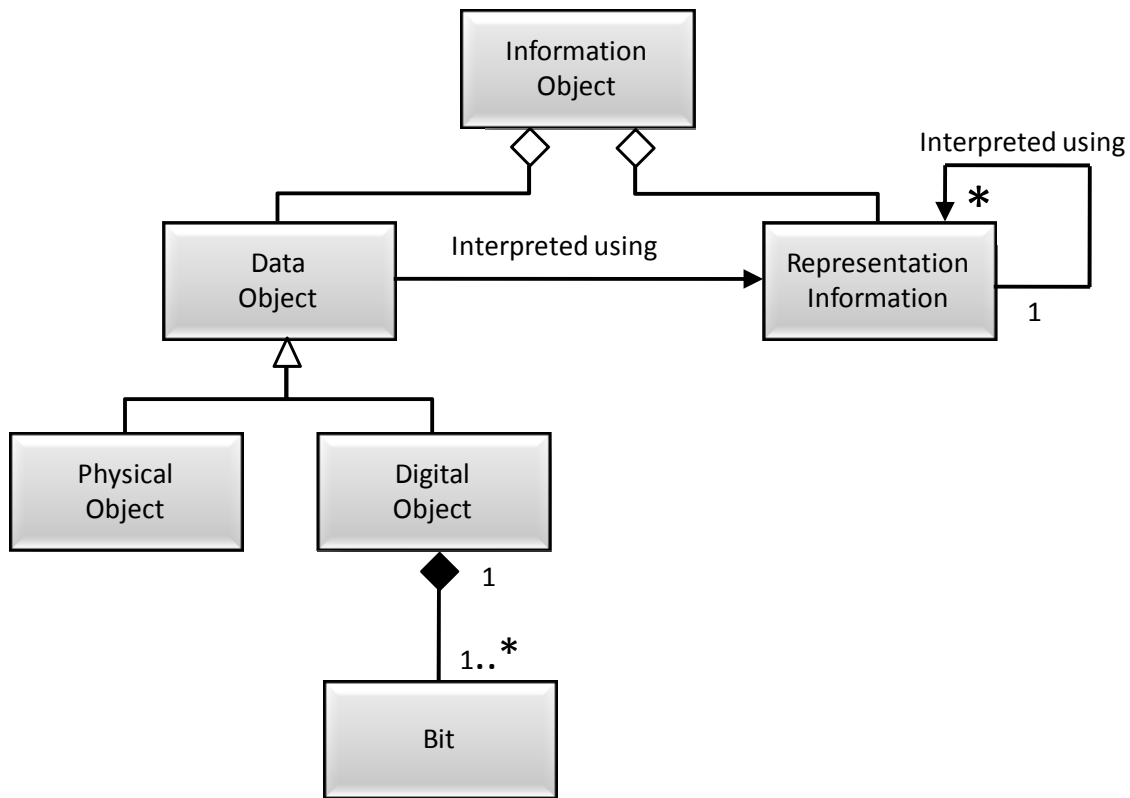 Information
Object
Interpreted using
*
Data
Object
Interpreted using
Representation
Information
1
Physical
Object
Digital
Object
1
1..*
Bit